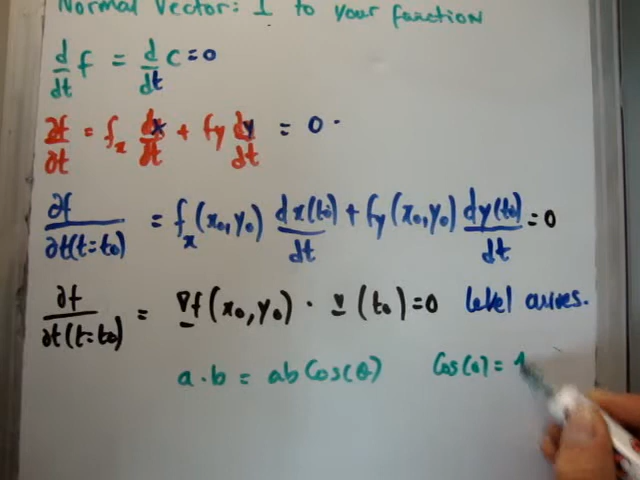 Normal Vector: ⊥ to your function
d/dt f = d/dt c = 0
∂f/∂t = fx dx/dt + fy dy/dt = 0 .
∂f/∂t(t=t₀) = fx(x₀,y₀) dx(t₀)/dt + fy(x₀,y₀) dy(t₀)/dt = 0
∂f/∂t(t=t₀) = ∇f(x₀,y₀) · v(t₀) = 0 level curves.
a.b = ab Cos(θ) Cos(0) = 1